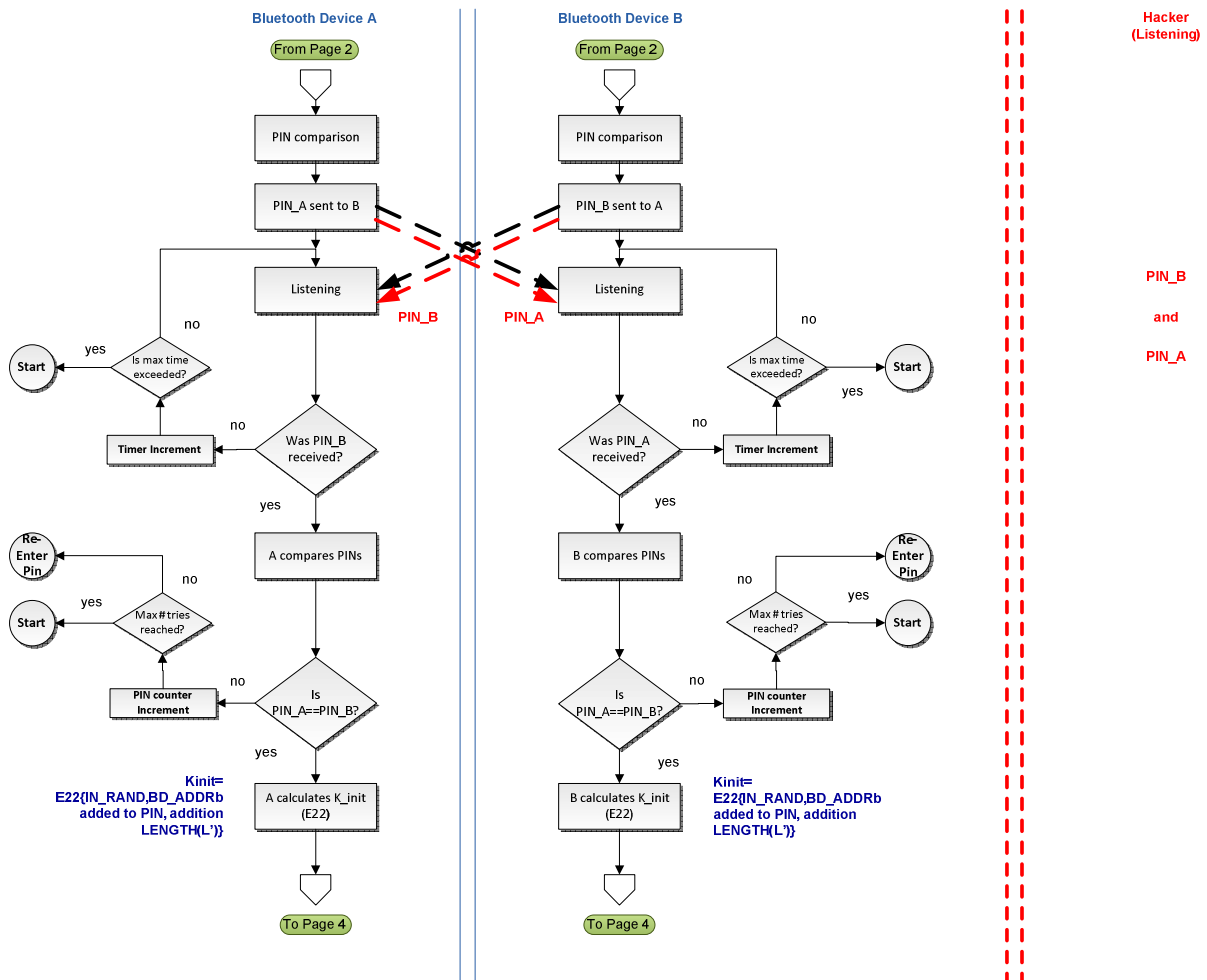 Bluetooth Device A
Bluetooth Device B
Hacker
(Listening)
From Page 2
From Page 2
PIN comparison
PIN comparison
PIN_A sent to B
PIN_B sent to A
Listening
Listening
PIN_B
PIN_A
PIN_B
and
PIN_A
no
no
yes
Start
Is max time
exceeded?
Is max time
exceeded?
yes
Start
Timer Increment
no
Was PIN_B
received?
Was PIN_A
received?
no
Timer Increment
yes
yes
Re-
Enter
Pin
A compares PINs
B compares PINs
Re-
Enter
Pin
no
no
yes
Start
Max # tries
reached?
Max # tries
reached?
yes
Start
PIN counter
Increment
no
Is
PIN_A==PIN_B?
Is
PIN_A==PIN_B?
no
PIN counter
Increment
yes
yes
Kinit=
E22{IN_RAND,BD_ADDRb
added to PIN, addition
LENGTH(L’)}
A calculates K_init
(E22)
B calculates K_init
(E22)
Kinit=
E22{IN_RAND,BD_ADDRb
added to PIN, addition
LENGTH(L’)}
To Page 4
To Page 4